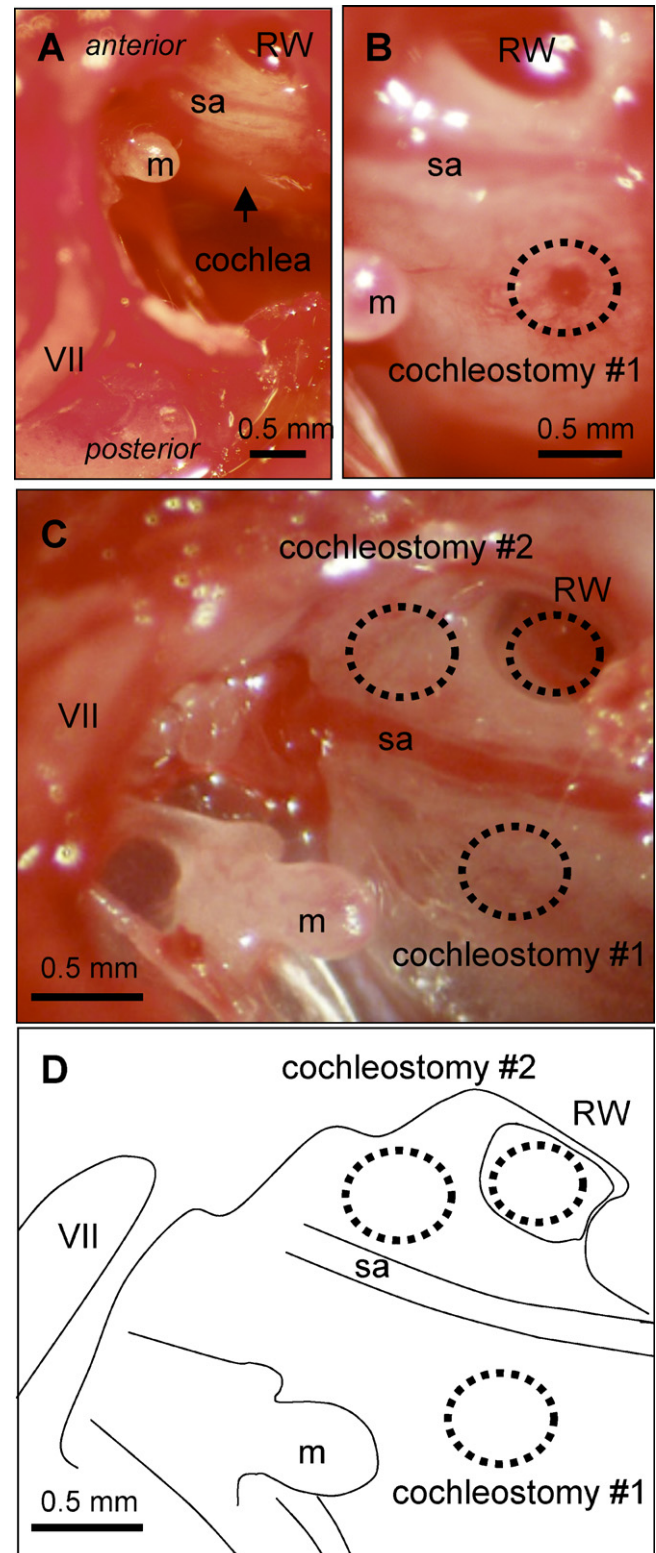 A
anterior
RW
sa
m
cochlea
VII
posterior
0.5 mm
B
RW
sa
m
cochleostomy #1
0.5 mm
C
cochleostomy #2
RW
VII
sa
m
cochleostomy #1
0.5 mm
D
cochleostomy #2
RW
VII
sa
m
cochleostomy #1
0.5 mm